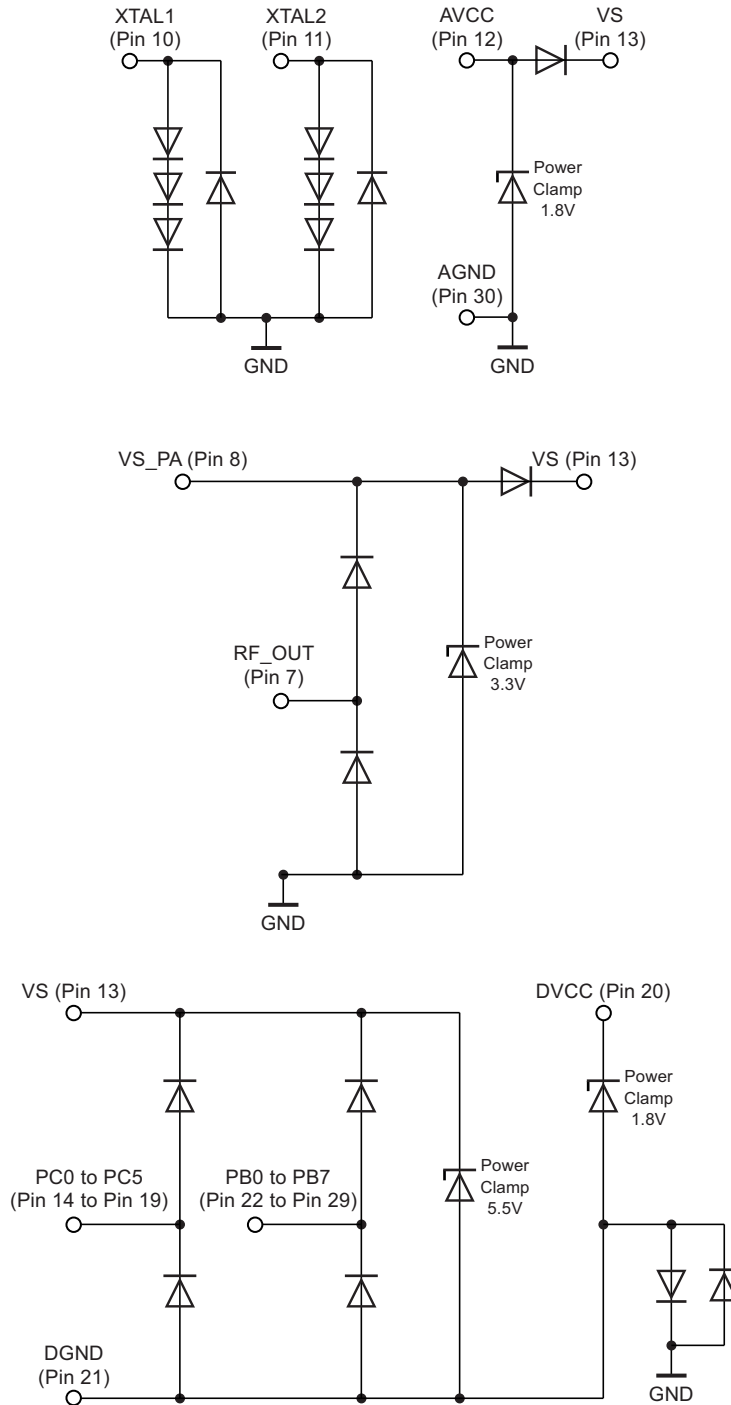 XTAL1
(Pin 10)
XTAL2
(Pin 11)
AVCC
(Pin 12)
VS
(Pin 13)
Power
Clamp
1.8V
AGND
(Pin 30)
GND
GND
VS_PA (Pin 8)
VS (Pin 13)
RF_OUT
(Pin 7)
Power
Clamp
3.3V
GND
VS (Pin 13)
DVCC (Pin 20)
Power
Clamp
1.8V
PC0 to PC5
(Pin 14 to Pin 19)
PB0 to PB7
(Pin 22 to Pin 29)
Power
Clamp
5.5V
DGND
(Pin 21)
GND